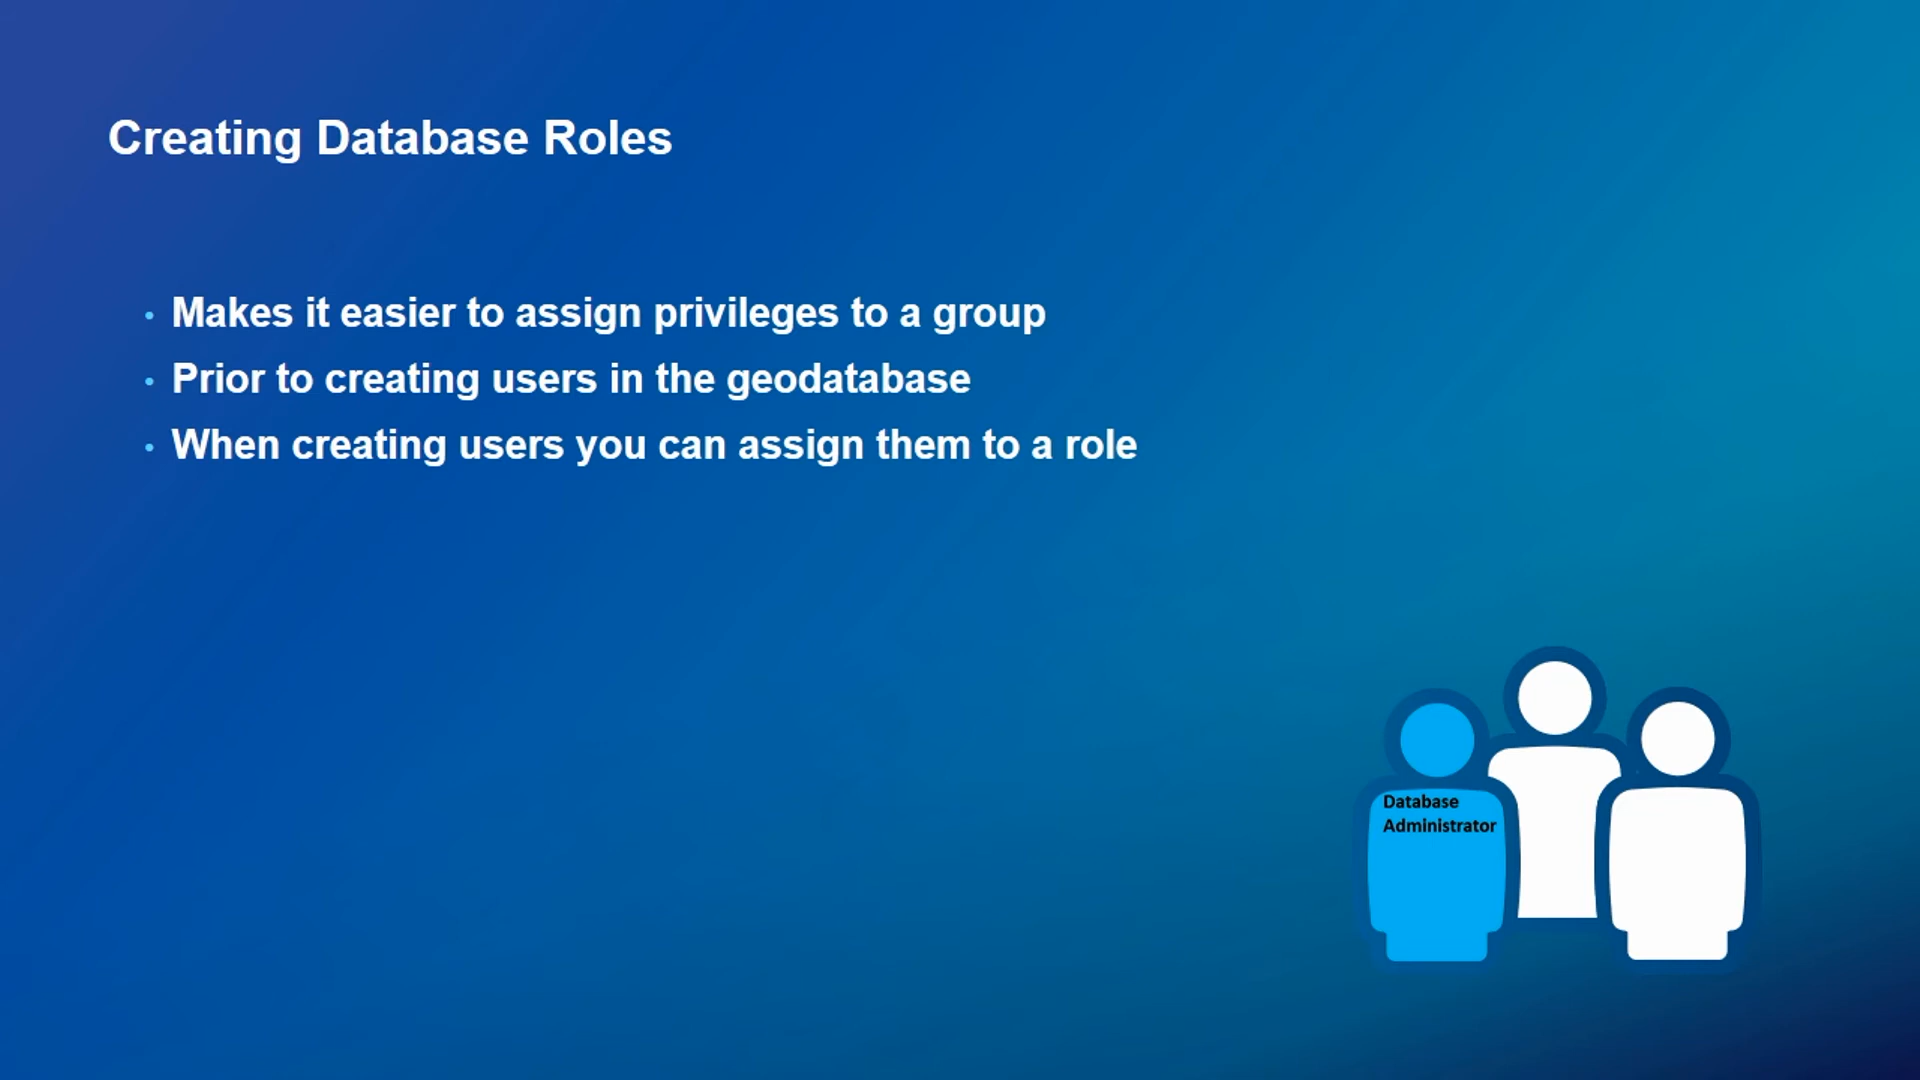 Creating Database Roles
• Makes it easier to assign privileges to a group
• Prior to creating users in the geodatabase
• When creating users you can assign them to a role
Database
Administrator